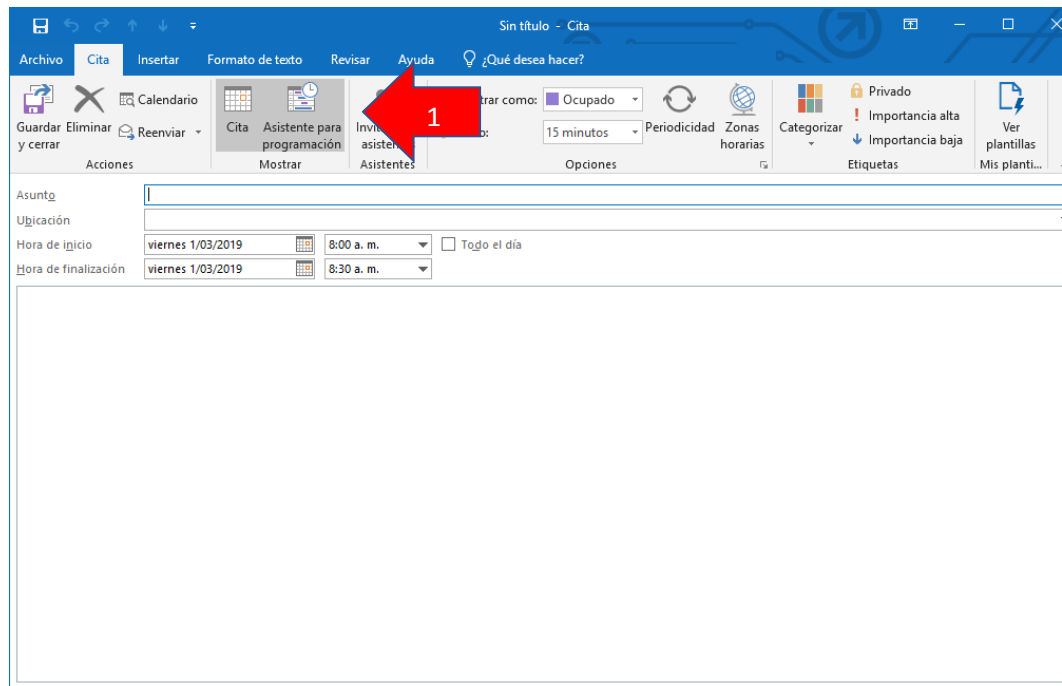 Sin título - Cita
Archivo Cita Insertar Formato de texto Revisar Ayuda ¿Qué desea hacer?
Guardar y cerrar
Eliminar
Calendario
Reenviar
Acciones
Cita
Asistente para programación
Mostrar
Asistentes
1
Ocupado
15 minutos
Periodicidad
Zonas horarias
Opciones
Categorizar
Privado
Importancia alta
Importancia baja
Etiquetas
Ver plantillas
Mis planti...
Asunto
Ubicación
Hora de inicio viernes 1/03/2019 8:00 a. m. Todo el día
Hora de finalización viernes 1/03/2019 8:30 a. m.